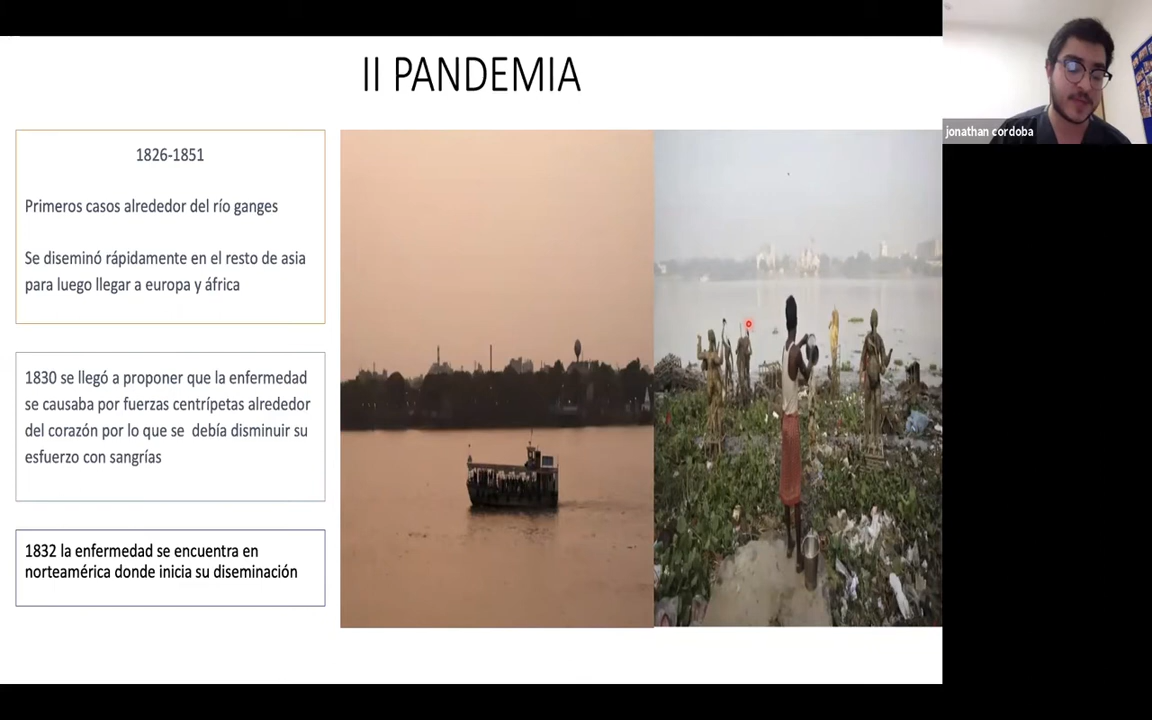 II PANDEMIA
1826-1851
Primeros casos alrededor del río ganges
Se diseminó rápidamente en el resto de asia
para luego llegar a europa y áfrica
1830 se llegó a proponer que la enfermedad
se causaba por fuerzas centrípetas alrededor
del corazón por lo que se debía disminuir su
esfuerzo con sangrías
1832 la enfermedad se encuentra en
norteamérica donde inicia su diseminación
jonathan cordoba